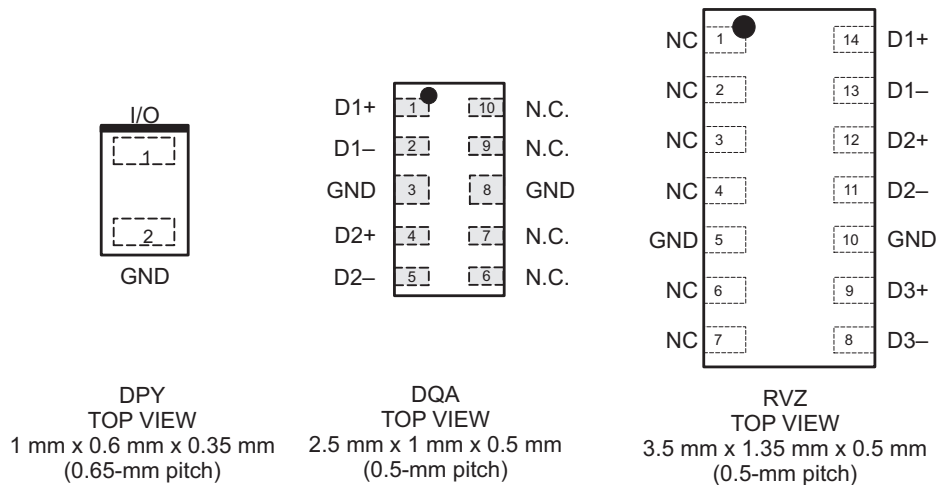 I/O
1
2
GND
DPY
TOP VIEW
1 mm x 0.6 mm x 0.35 mm
(0.65-mm pitch)
D1+ 1 10 N.C.
D1– 2 9 N.C.
GND 3 8 GND
D2+ 4 7 N.C.
D2– 5 6 N.C.
DQA
TOP VIEW
2.5 mm x 1 mm x 0.5 mm
(0.5-mm pitch)
NC 1 14 D1+
NC 2 13 D1–
NC 3 12 D2+
NC 4 11 D2–
GND 5 10 GND
NC 6 9 D3+
NC 7 8 D3–
RVZ
TOP VIEW
3.5 mm x 1.35 mm x 0.5 mm
(0.5-mm pitch)